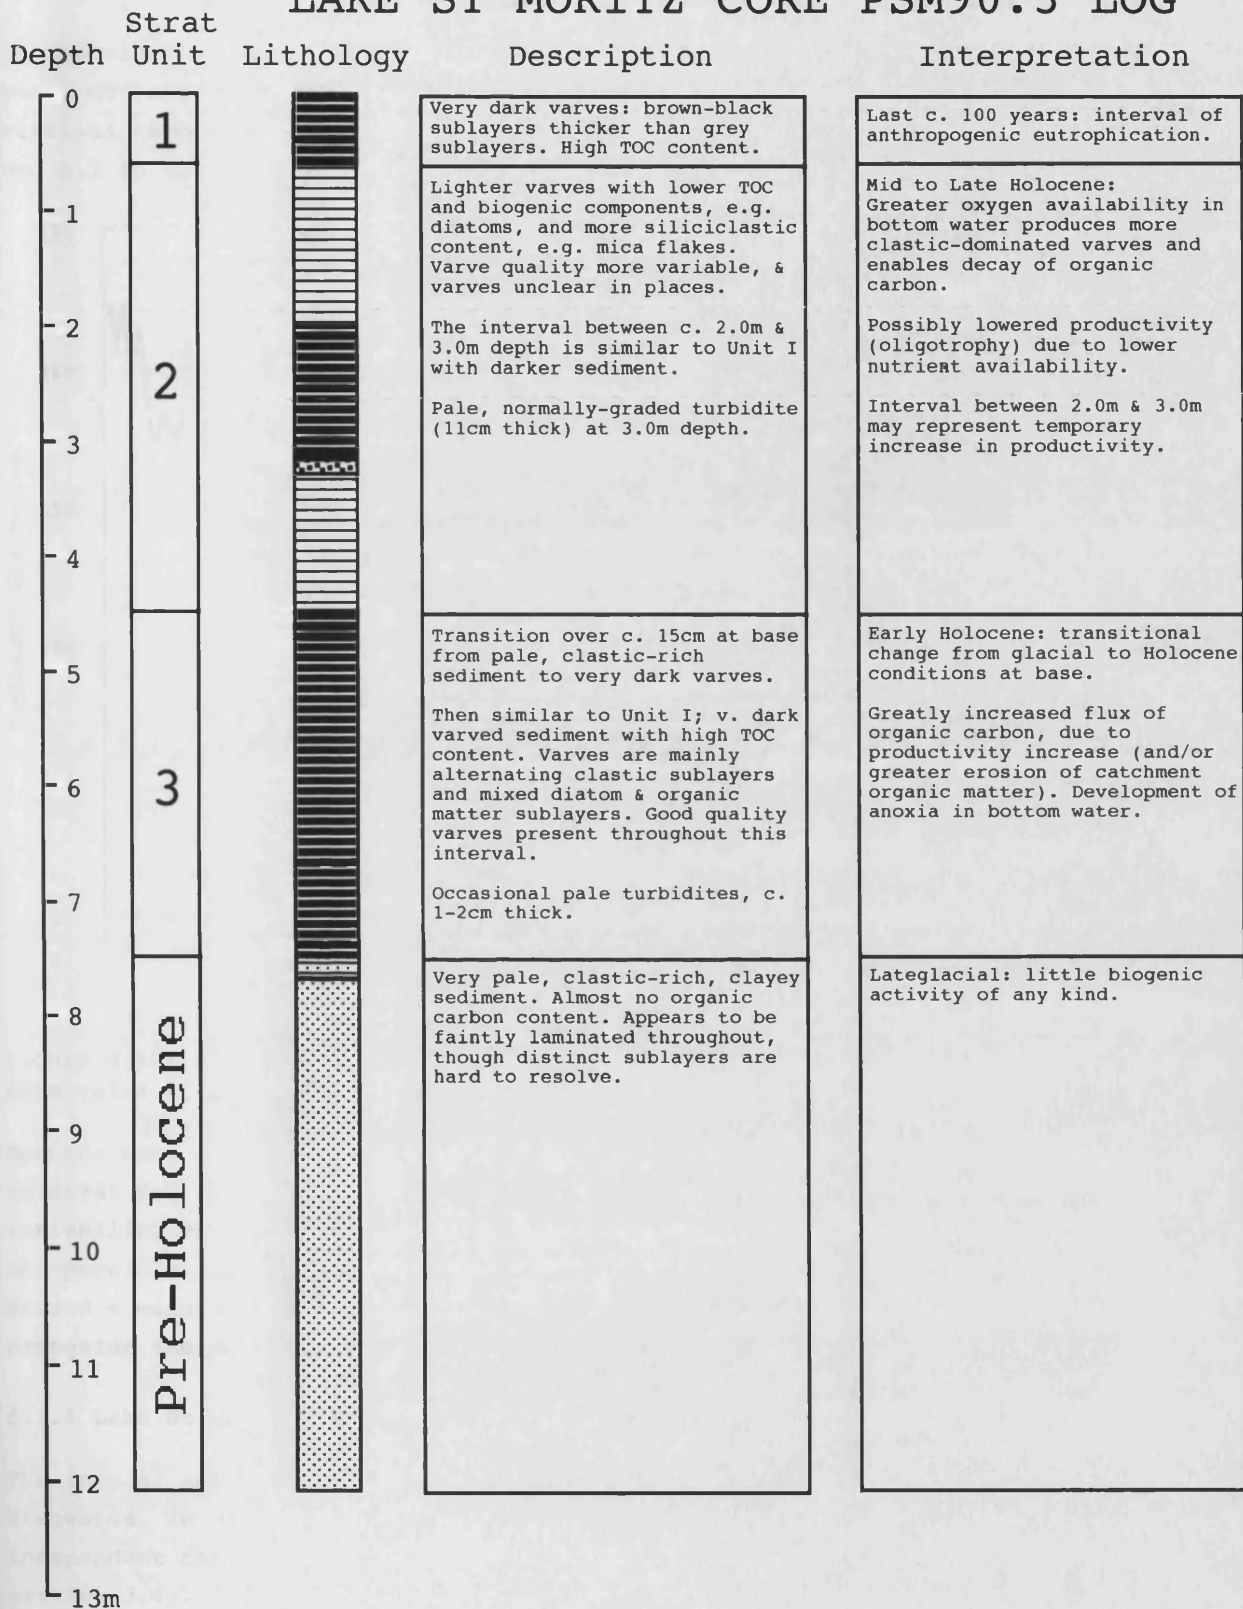 LAKE ST MORITZ CORE PSM90.3 LOG
Depth
Strat
Unit
Lithology
Description
Interpretation
0
1
2
3
4
5
6
7
8
9
10
11
12
13m
1
2
3
Pre-Holocene
Very dark varves: brown-black
sublayers thicker than grey
sublayers. High TOC content.
Lighter varves with lower TOC
and biogenic components, e.g.
diatoms, and more siliciclastic
content, e.g. mica flakes.
Varve quality more variable, &
varves unclear in places.
The interval between c. 2.0m &
3.0m depth is similar to Unit I
with darker sediment.
Pale, normally-graded turbidite
(11cm thick) at 3.0m depth.
Transition over c. 15cm at base
from pale, clastic-rich
sediment to very dark varves.
Then similar to Unit I; v. dark
varved sediment with high TOC
content. Varves are mainly
alternating clastic sublayers
and mixed diatom & organic
matter sublayers. Good quality
varves present throughout this
interval.
Occasional pale turbidites, c.
1-2cm thick.
Very pale, clastic-rich, clayey
sediment. Almost no organic
carbon content. Appears to be
faintly laminated throughout,
though distinct sublayers are
hard to resolve.
Last c. 100 years: interval of
anthropogenic eutrophication.
Mid to Late Holocene:
Greater oxygen availability in
bottom water produces more
clastic-dominated varves and
enables decay of organic
carbon.
Possibly lowered productivity
(oligotrophy) due to lower
nutrient availability.
Interval between 2.0m & 3.0m
may represent temporary
increase in productivity.
Early Holocene: transitional
change from glacial to Holocene
conditions at base.
Greatly increased flux of
organic carbon, due to
productivity increase (and/or
greater erosion of catchment
organic matter). Development of
anoxia in bottom water.
Lateglacial: little biogenic
activity of any kind.